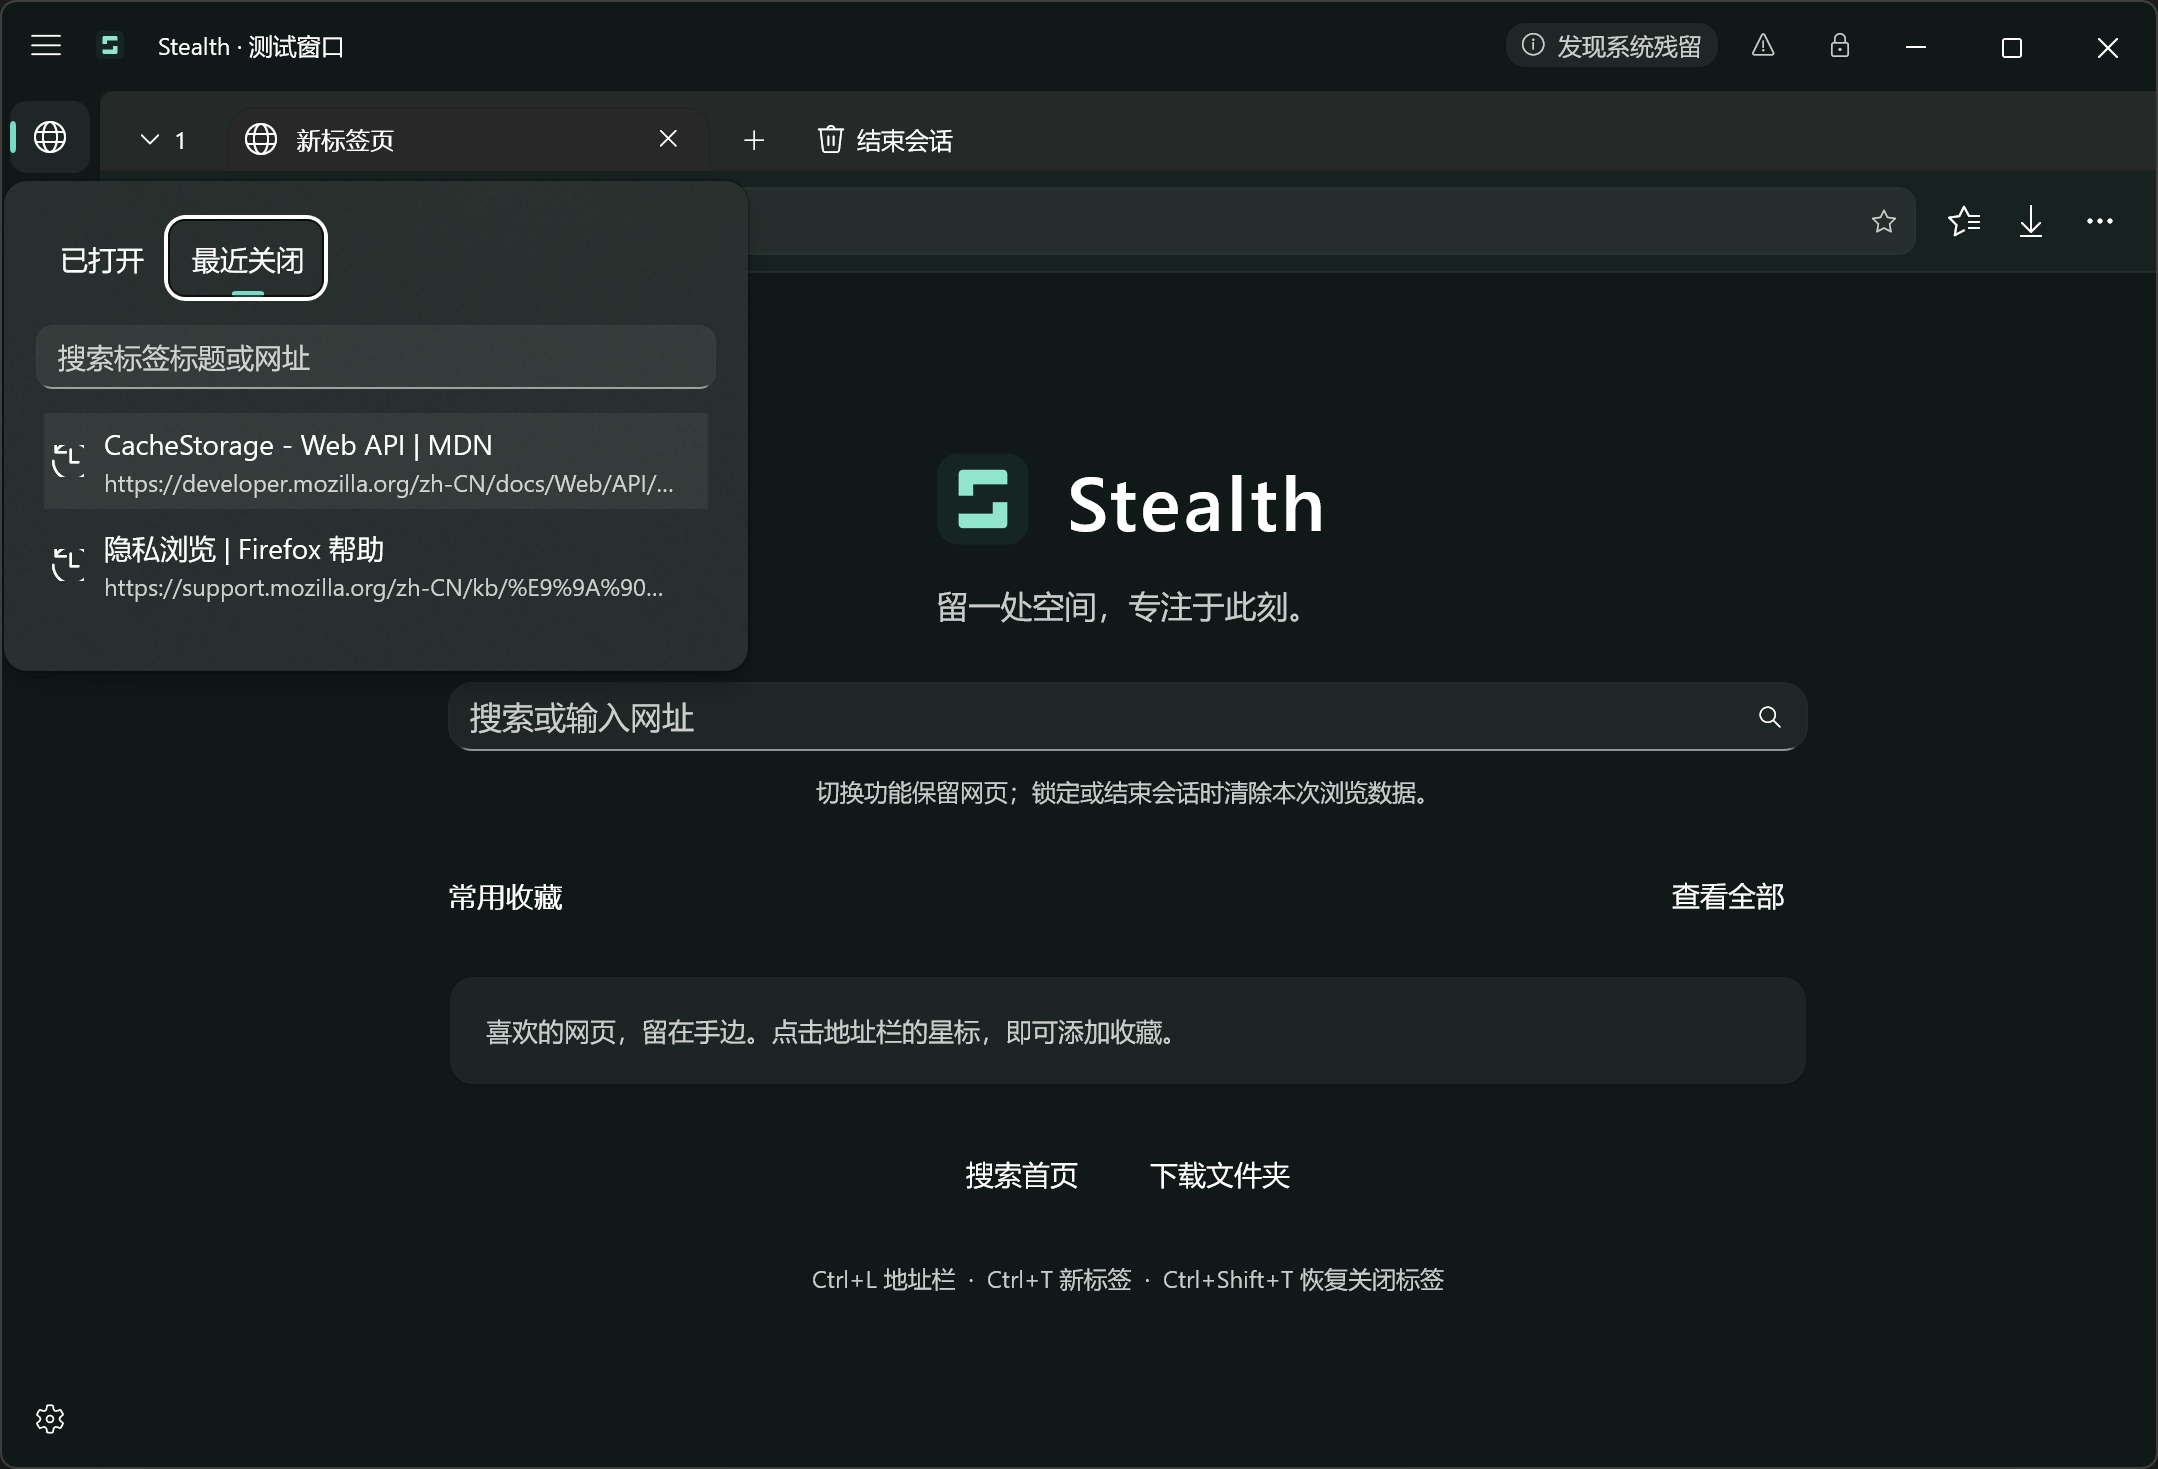 Stealth · 测试窗口
发现系统残留
1
新标签页
结束会话
已打开
最近关闭
搜索标签标题或网址
CacheStorage - Web API | MDN
https://developer.mozilla.org/zh-CN/docs/Web/API/...
隐私浏览 | Firefox 帮助
https://support.mozilla.org/zh-CN/kb/%E9%9A%90...
Stealth
留一处空间，专注于此刻。
搜索或输入网址
切换功能保留网页；锁定或结束会话时清除本次浏览数据。
常用收藏
查看全部
喜欢的网页，留在手边。点击地址栏的星标，即可添加收藏。
搜索首页
下载文件夹
Ctrl+L 地址栏 · Ctrl+T 新标签 · Ctrl+Shift+T 恢复关闭标签